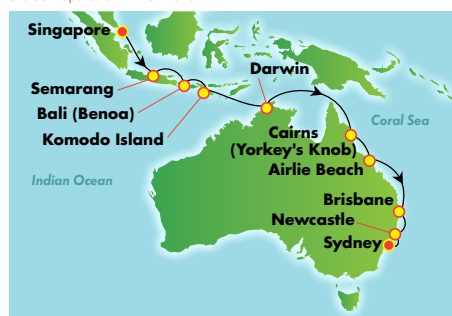 Singapore
Semarang
Bali (Benoa)
Komodo Island
Darwin
Coral Sea
Cairns
(Yorkey's Knob)
Airlie Beach
Indian Ocean
Brisbane
Newcastle
Sydney